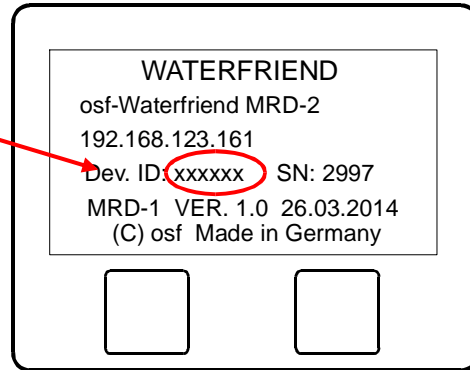 WATERFRIEND
osf-Waterfriend MRD-2
192.168.123.161
Dev. ID: xxxxxx SN: 2997
MRD-1 VER. 1.0 26.03.2014
(C) osf Made in Germany